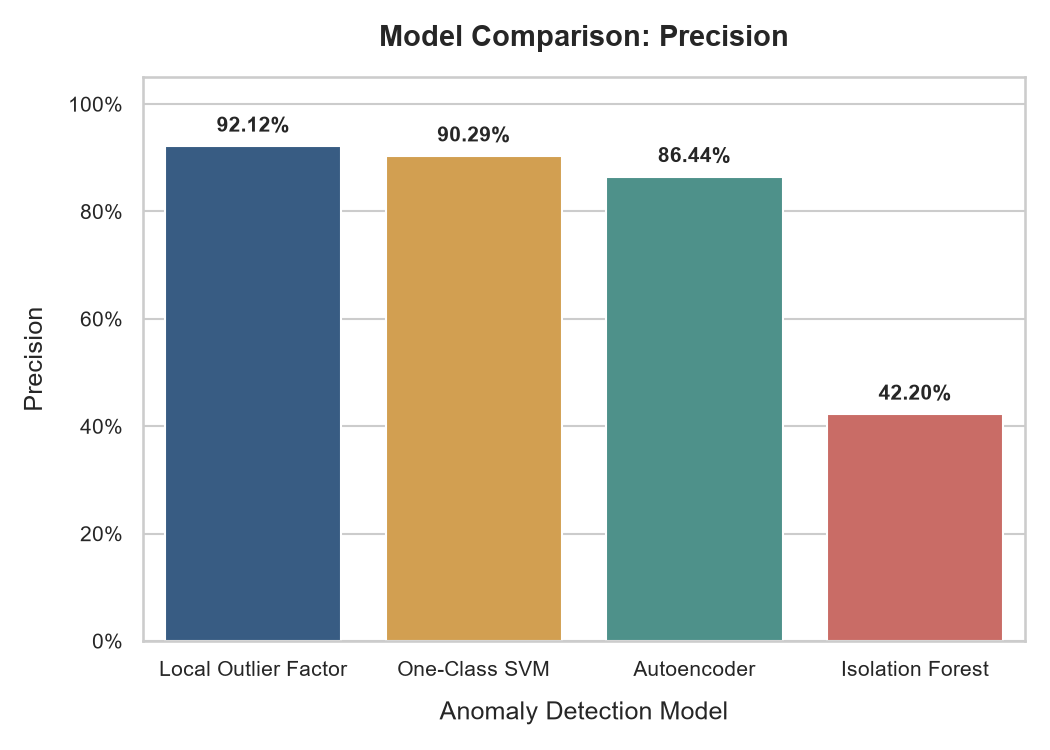 Model Comparison: Precision
100%
80%
60%
40%
20%
0%
Precision
92.12%
90.29%
86.44%
42.20%
Local Outlier Factor
One-Class SVM
Autoencoder
Isolation Forest
Anomaly Detection Model